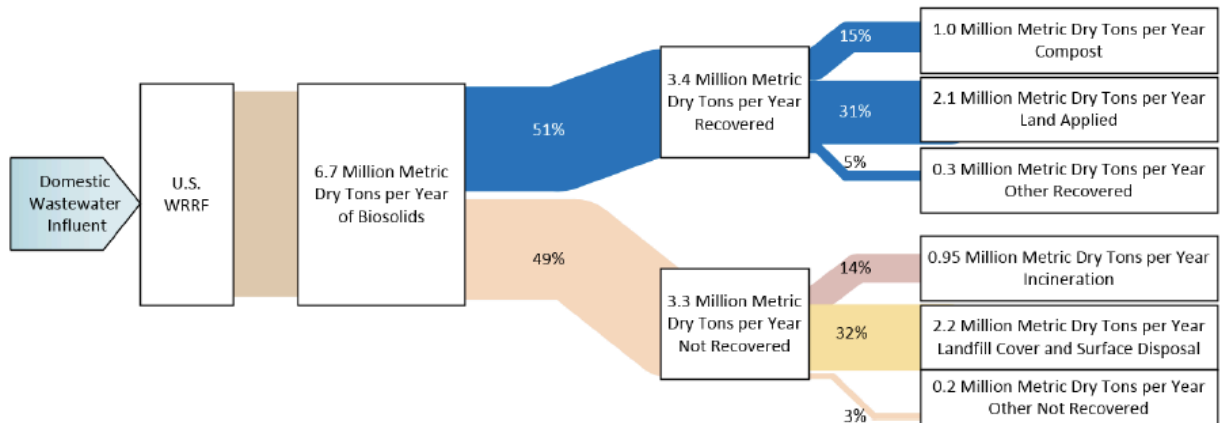 Domestic
Wastewater
Influent
U.S.
WRRF
6.7 Million Metric
Dry Tons per Year
of Biosolids
51%
49%
3.4 Million Metric
Dry Tons per Year
Recovered
15%
31%
5%
1.0 Million Metric Dry Tons per Year
Compost
2.1 Million Metric Dry Tons per Year
Land Applied
0.3 Million Metric Dry Tons per Year
Other Recovered
3.3 Million Metric
Dry Tons per Year
Not Recovered
14%
32%
3%
0.95 Million Metric Dry Tons per Year
Incineration
2.2 Million Metric Dry Tons per Year
Landfill Cover and Surface Disposal
0.2 Million Metric Dry Tons per Year
Other Not Recovered